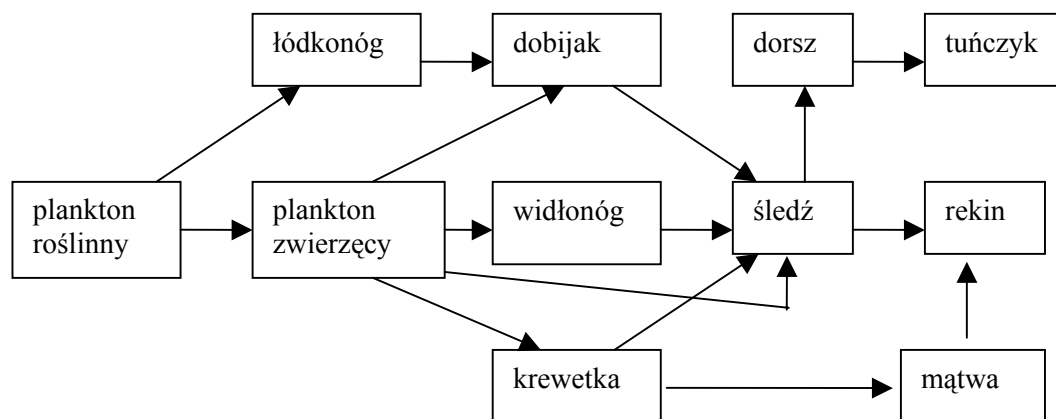 łódkonóg
dobijak
dorsz
tuńczyk
plankton
roślinny
plankton
zwierzęcy
widłonóg
śledź
rekin
krewetka
mątwa